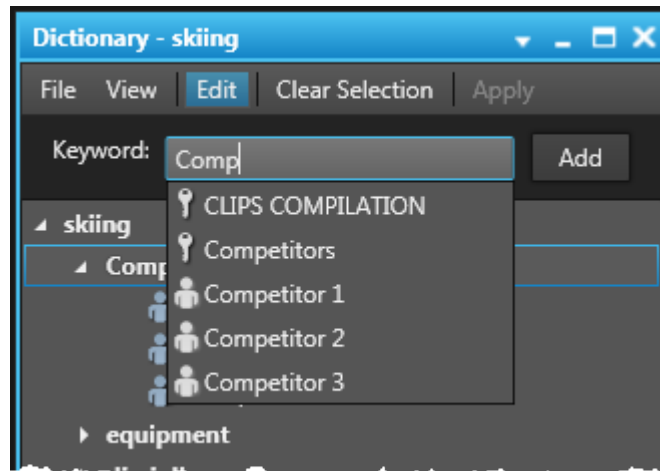 Dictionary - skiing
File View Edit Clear Selection Apply
Keyword: Comp Add
CLIPS COMPILATION
skiing
Competitors
Comp
Competitor 1
Competitor 2
Competitor 3
equipment